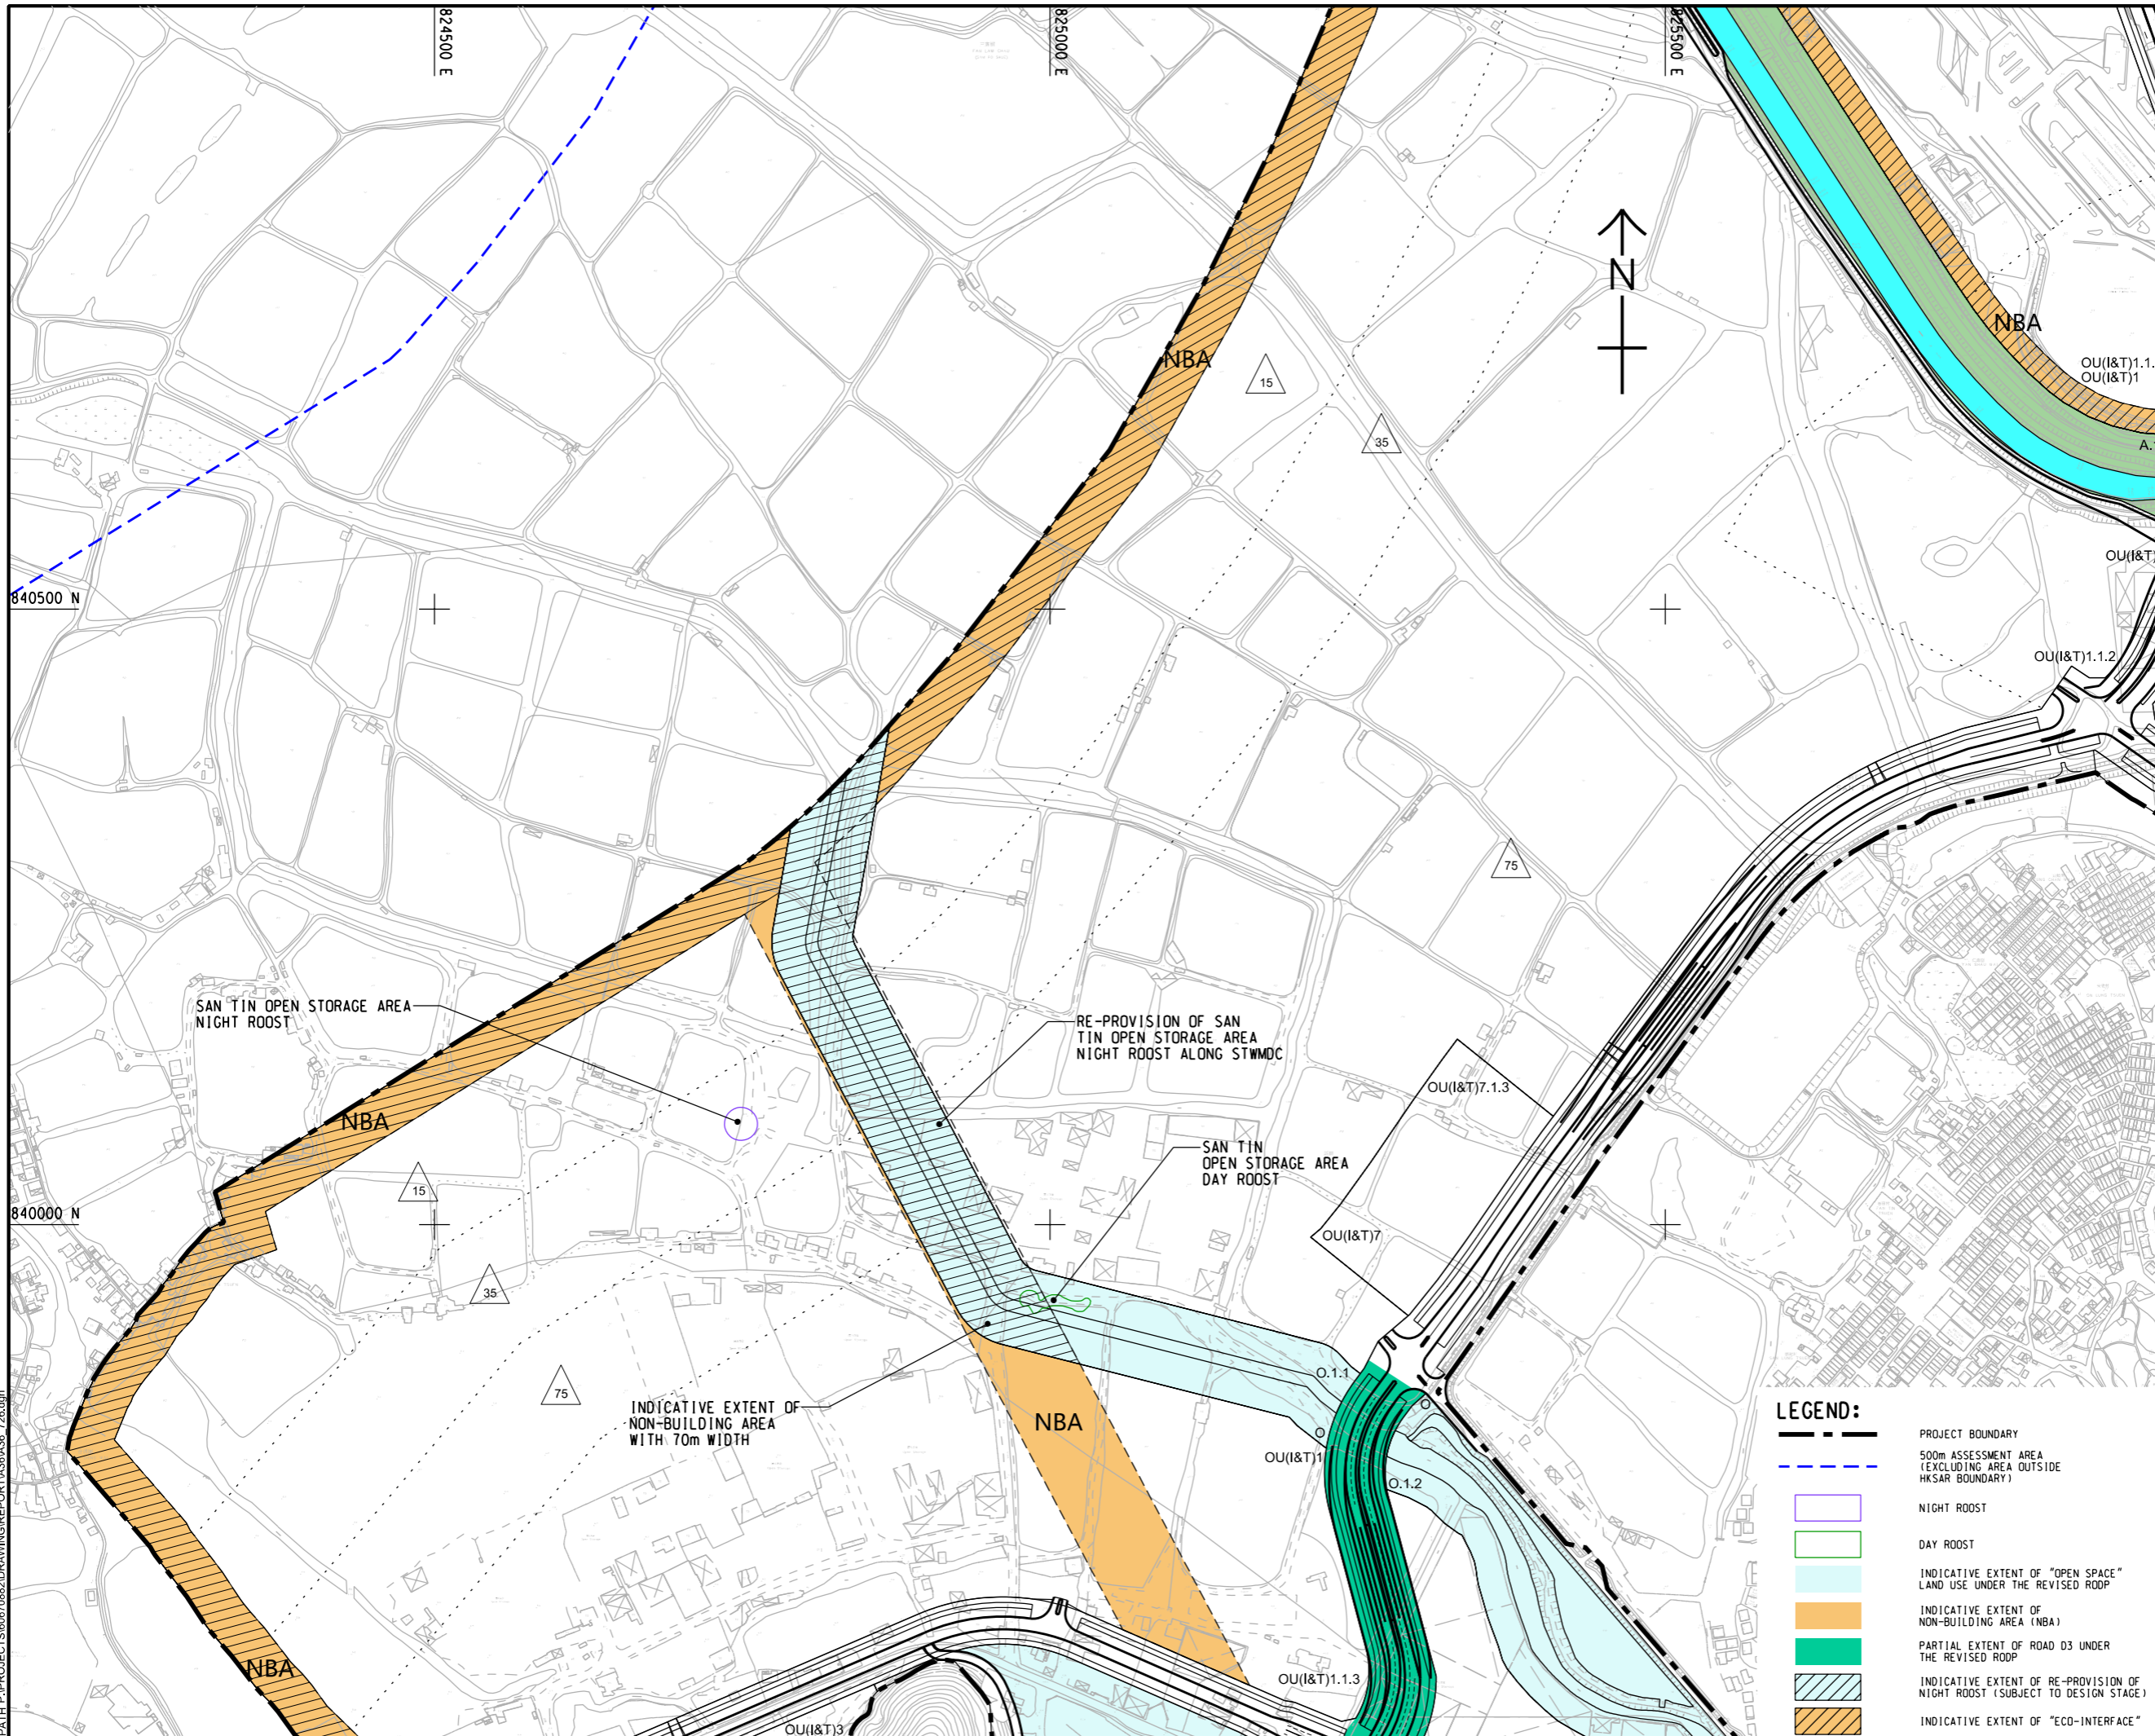 824500 E
825000 E
825500 E
NBA
NBA
15
35
OU(I&T)1.1.
OU(I&T)1
A.
OU(I&T)
840500 N
OU(I&T)1.1.2
75
SAN TIN OPEN STORAGE AREA
NIGHT ROOST
RE-PROVISION OF SAN
TIN OPEN STORAGE AREA
NIGHT ROOST ALONG STWMDC
OU(I&T)7.1.3
NBA
SAN TIN
OPEN STORAGE AREA
DAY ROOST
15
840000 N
OU(I&T)7
35
O.1.1
75
INDICATIVE EXTENT OF
NON-BUILDING AREA
WITH 70m WIDTH
NBA
O
O
OU(I&T)1
O.1.2
NBA
OU(I&T)1.1.3
OU(I&T)3
N
LEGEND:
PROJECT BOUNDARY
500m ASSESSMENT AREA
(EXCLUDING AREA OUTSIDE
HKSAR BOUNDARY)
NIGHT ROOST
DAY ROOST
INDICATIVE EXTENT OF "OPEN SPACE"
LAND USE UNDER THE REVISED RODP
INDICATIVE EXTENT OF
NON-BUILDING AREA (NBA)
PARTIAL EXTENT OF ROAD D3 UNDER
THE REVISED RODP
INDICATIVE EXTENT OF RE-PROVISION OF
NIGHT ROOST (SUBJECT TO DESIGN STAGE)
INDICATIVE EXTENT OF "ECO-INTERFACE"